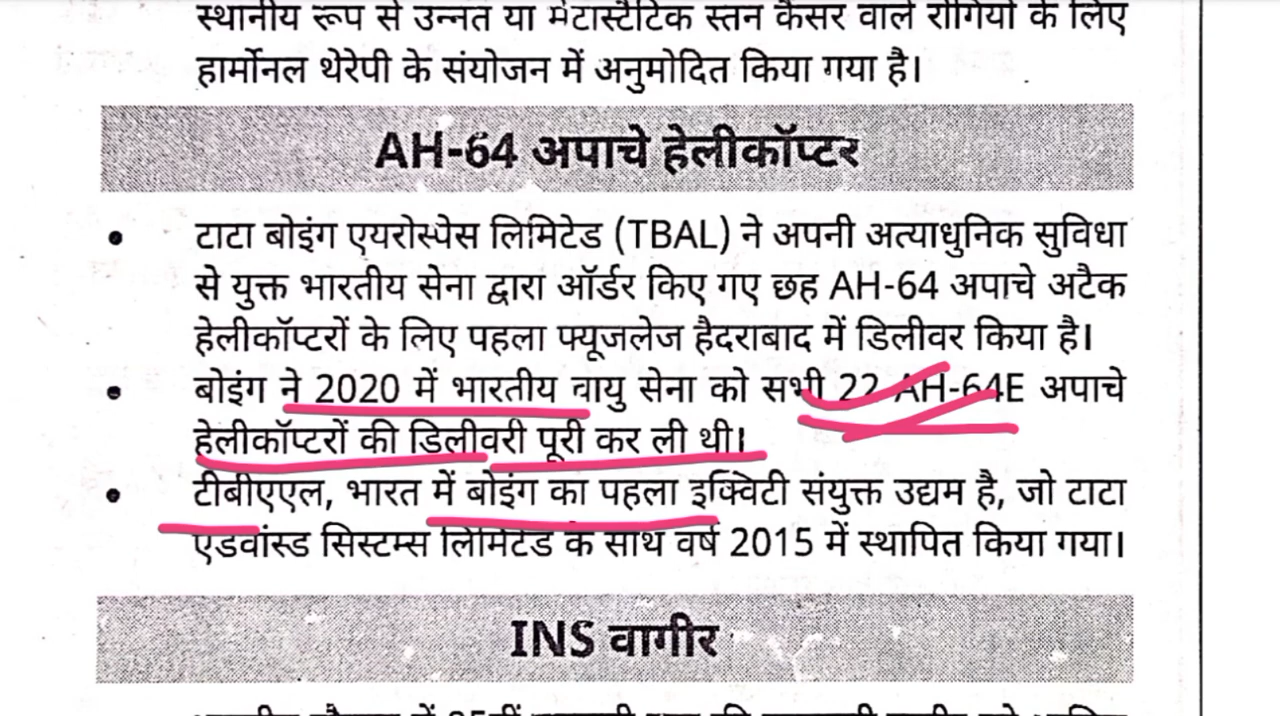 स्थानीय रूप से उन्नत या मेटास्टैटिक स्तन कैंसर वाले रोगियों के लिए
हार्मोनल थेरेपी के संयोजन में अनुमोदित किया गया है।
AH-64 अपाचे हेलीकॉप्टर
• टाटा बोइंग एयरोस्पेस लिमिटेड (TBAL) ने अपनी अत्याधुनिक सुविधा
से युक्त भारतीय सेना द्वारा ऑर्डर किए गए छह AH-64 अपाचे अटैक
हेलीकॉप्टरों के लिए पहला फ्यूजलेज हैदराबाद में डिलीवर किया है।
• बोइंग ने 2020 में भारतीय वायु सेना को सभी 22 AH-64E अपाचे
हेलीकॉप्टरों की डिलीवरी पूरी कर ली थी।
• टीबीएएल, भारत में बोइंग का पहला इक्विटी संयुक्त उद्यम है, जो टाटा
एडवांस्ड सिस्टम्स लिमिटेड के साथ वर्ष 2015 में स्थापित किया गया।
INS वागीर